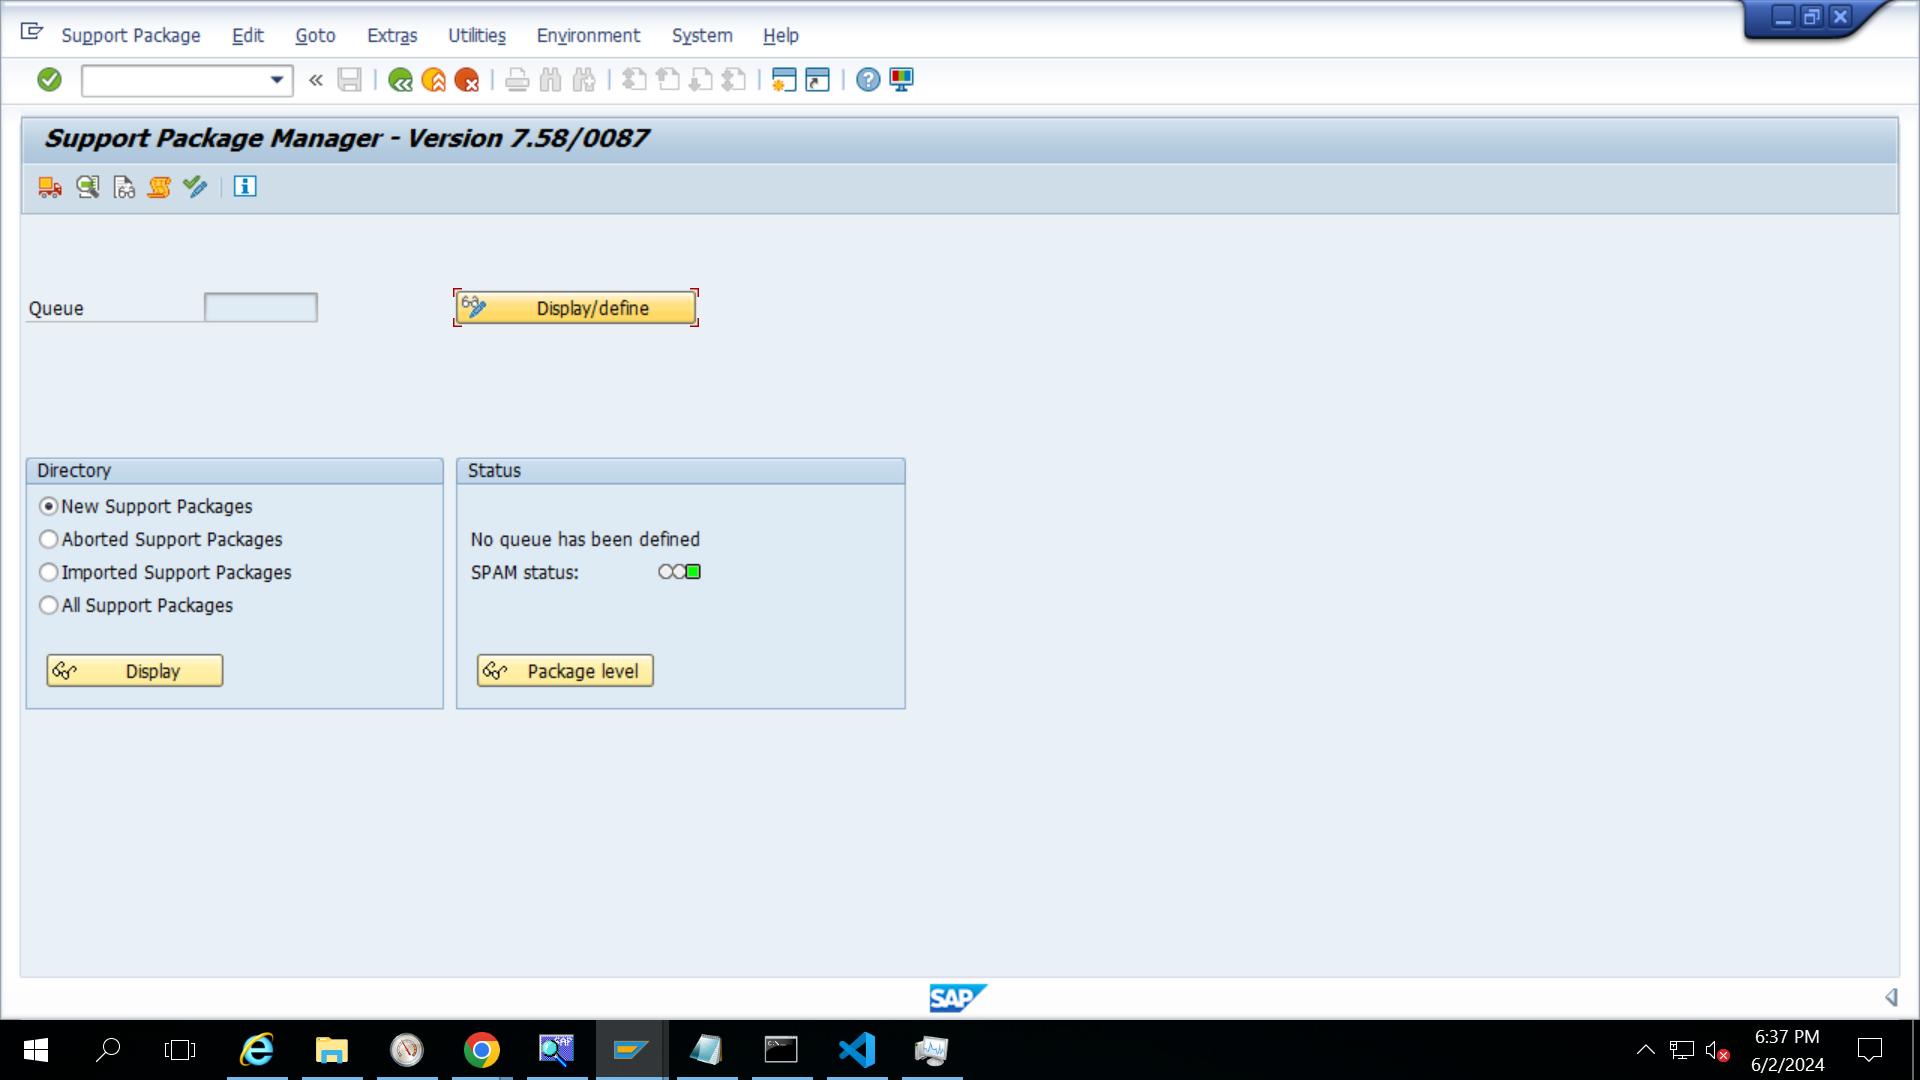 Support Package Edit Goto Extras Utilities Environment System Help
Support Package Manager - Version 7.58/0087
Queue
Display/define
Directory
New Support Packages
Aborted Support Packages
Imported Support Packages
All Support Packages
Display
Status
No queue has been defined
SPAM status:
Package level
SAP
SAP
6:37 PM
6/2/2024